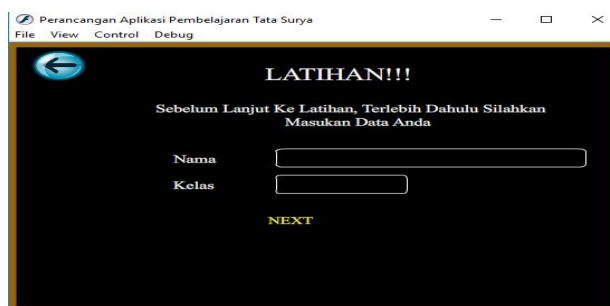 Perancangan Aplikasi Pembelajaran Tata Surya
File View Control Debug
LATIHAN!!!
Sebelum Lanjut Ke Latihan, Terlebih Dahulu Silahkan
Masukan Data Anda
Nama
Kelas
NEXT